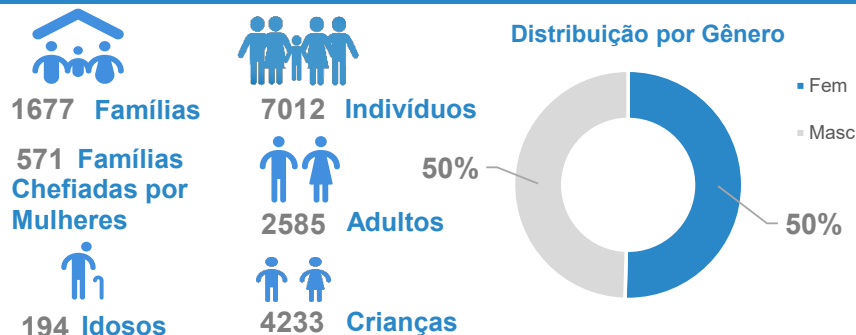 1677 Famílias
7012 Indivíduos
571 Famílias
Chefiadas por
Mulheres
2585 Adultos
194 Idosos
4233 Crianças
Distribuição por Gênero
Fem
Masc
50%
50%